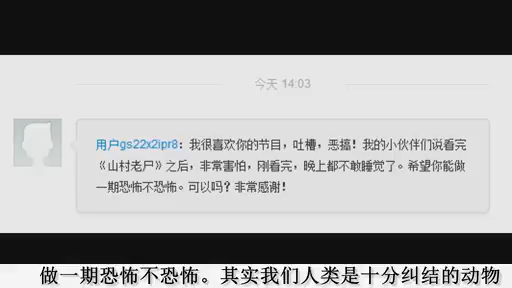 今天 14:03
用户gs22x2ipr8：我很喜欢你的节目，吐槽，恶搞！我的小伙伴们说看完
《山村老尸》之后，非常害怕，刚看完，晚上都不敢睡觉了。希望你能做
一期恐怖不恐怖。可以吗？非常感谢！
做一期恐怖不恐怖。其实我们人类是十分纠结的动物